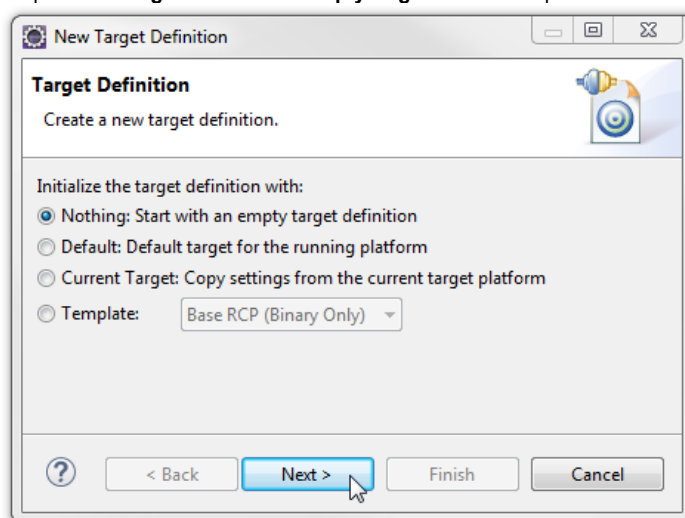 New Target Definition
Target Definition
Create a new target definition.
Initialize the target definition with:
Nothing: Start with an empty target definition
Default: Default target for the running platform
Current Target: Copy settings from the current target platform
Template: Base RCP (Binary Only)
? < Back Next > Finish Cancel